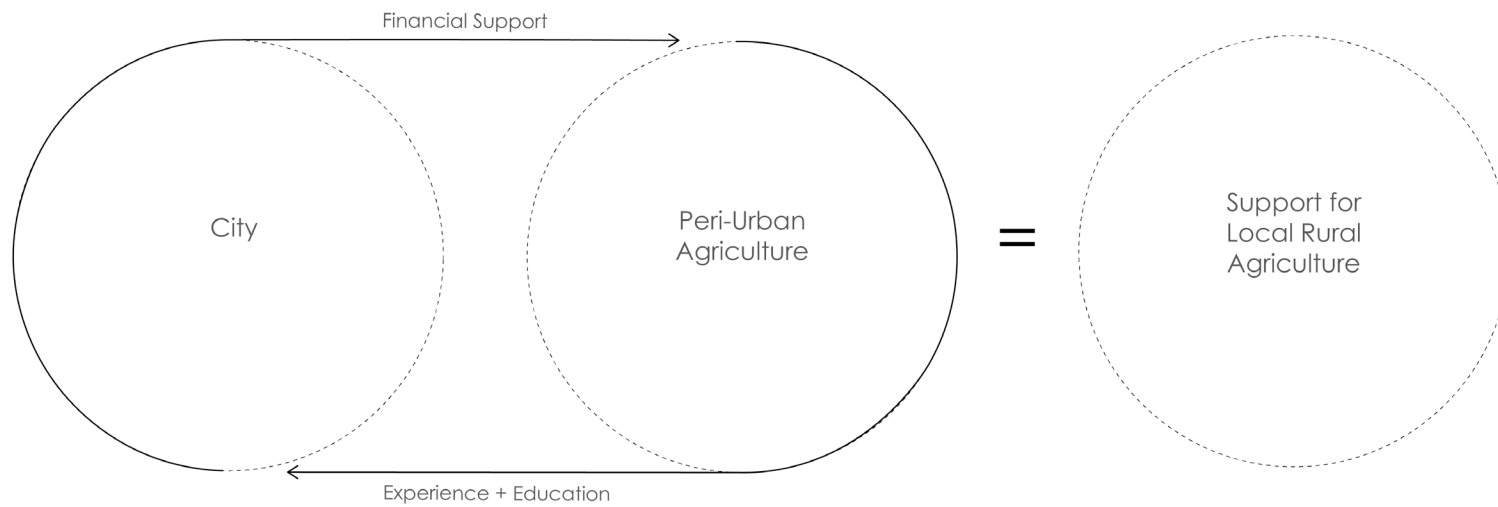 Financial Support
City
Peri-Urban
Agriculture
=
Support for
Local Rural
Agriculture
Experience + Education